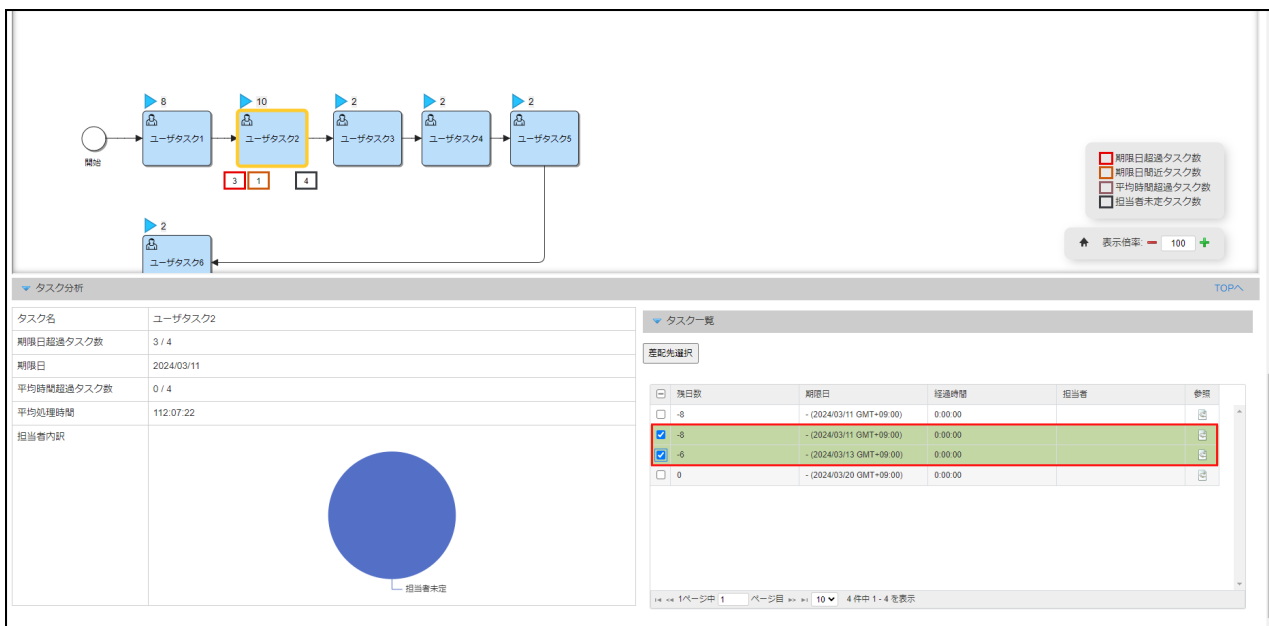 8
10
2
2
2
ユーザタスク1
ユーザタスク2
ユーザタスク3
ユーザタスク4
ユーザタスク5
開始
3
1
4
期限日超過タスク数
期限日間近タスク数
平均時間超過タスク数
担当者未定タスク数
2
ユーザタスク6
表示倍率:
100
タスク分析
TOPへ
タスク名
ユーザタスク2
期限日超過タスク数
3 / 4
期限日
2024/03/11
平均時間超過タスク数
0 / 4
平均処理時間
112:07:22
担当者内訳
担当者未定
タスク一覧
差配先選択
残日数 期限日 経過時間 担当者 参照
-8 - (2024/03/11 GMT+09:00) 0:00:00
-8 - (2024/03/11 GMT+09:00) 0:00:00
-6 - (2024/03/13 GMT+09:00) 0:00:00
0 - (2024/03/20 GMT+09:00) 0:00:00
1ページ中 1 ページ目 10 4 件中 1 - 4 を表示